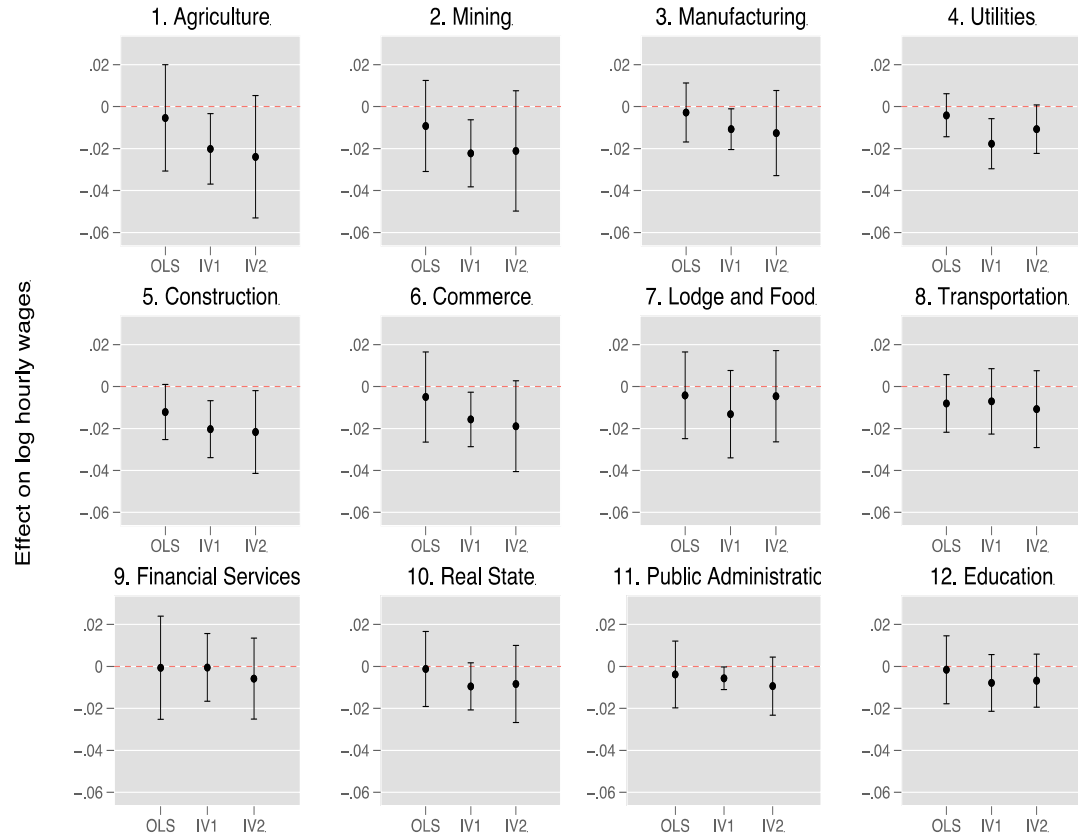 1. Agriculture
2. Mining
3. Manufacturing
4. Utilities
.02
0
−.02
−.04
−.06
OLS IV1 IV2
.02
0
−.02
−.04
−.06
OLS IV1 IV2
.02
0
−.02
−.04
−.06
OLS IV1 IV2
.02
0
−.02
−.04
−.06
OLS IV1 IV2
Effect on log hourly wages
5. Construction
6. Commerce
7. Lodge and Food
8. Transportation
.02
0
−.02
−.04
−.06
OLS IV1 IV2
.02
0
−.02
−.04
−.06
OLS IV1 IV2
.02
0
−.02
−.04
−.06
OLS IV1 IV2
.02
0
−.02
−.04
−.06
OLS IV1 IV2
9. Financial Services
10. Real State
11. Public Administratio
12. Education
.02
0
−.02
−.04
−.06
OLS IV1 IV2
.02
0
−.02
−.04
−.06
OLS IV1 IV2
.02
0
−.02
−.04
−.06
OLS IV1 IV2
.02
0
−.02
−.04
−.06
OLS IV1 IV2